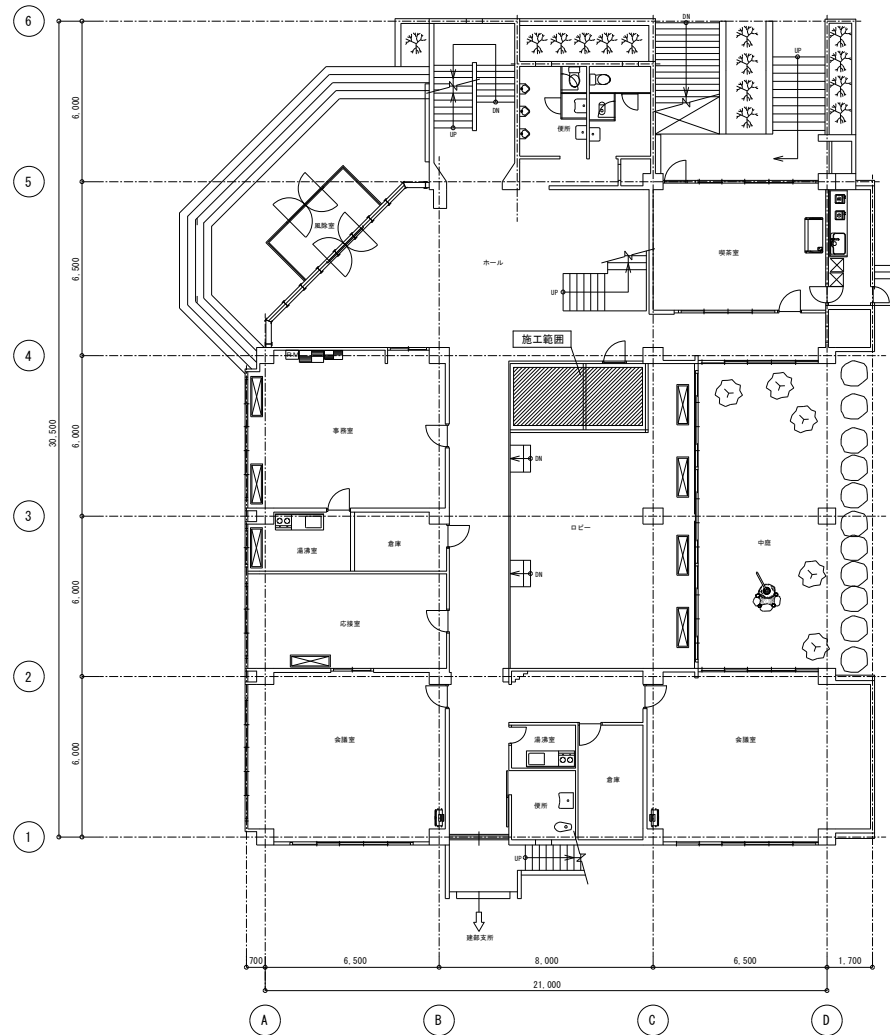 6
DN
UP
6,000
UP
DN
便所
5
風除室
ホール
喫茶室
6,500
UP
施工範囲
4
30,500
6,000
事務室
DN
3
ロビー
湯沸室
倉庫
中庭
DN
6,000
応接室
2
会議室
湯沸室
会議室
6,000
倉庫
便所
1
UP
建部支所
700
6,500
8,000
6,500
1,700
21,000
A
B
C
D